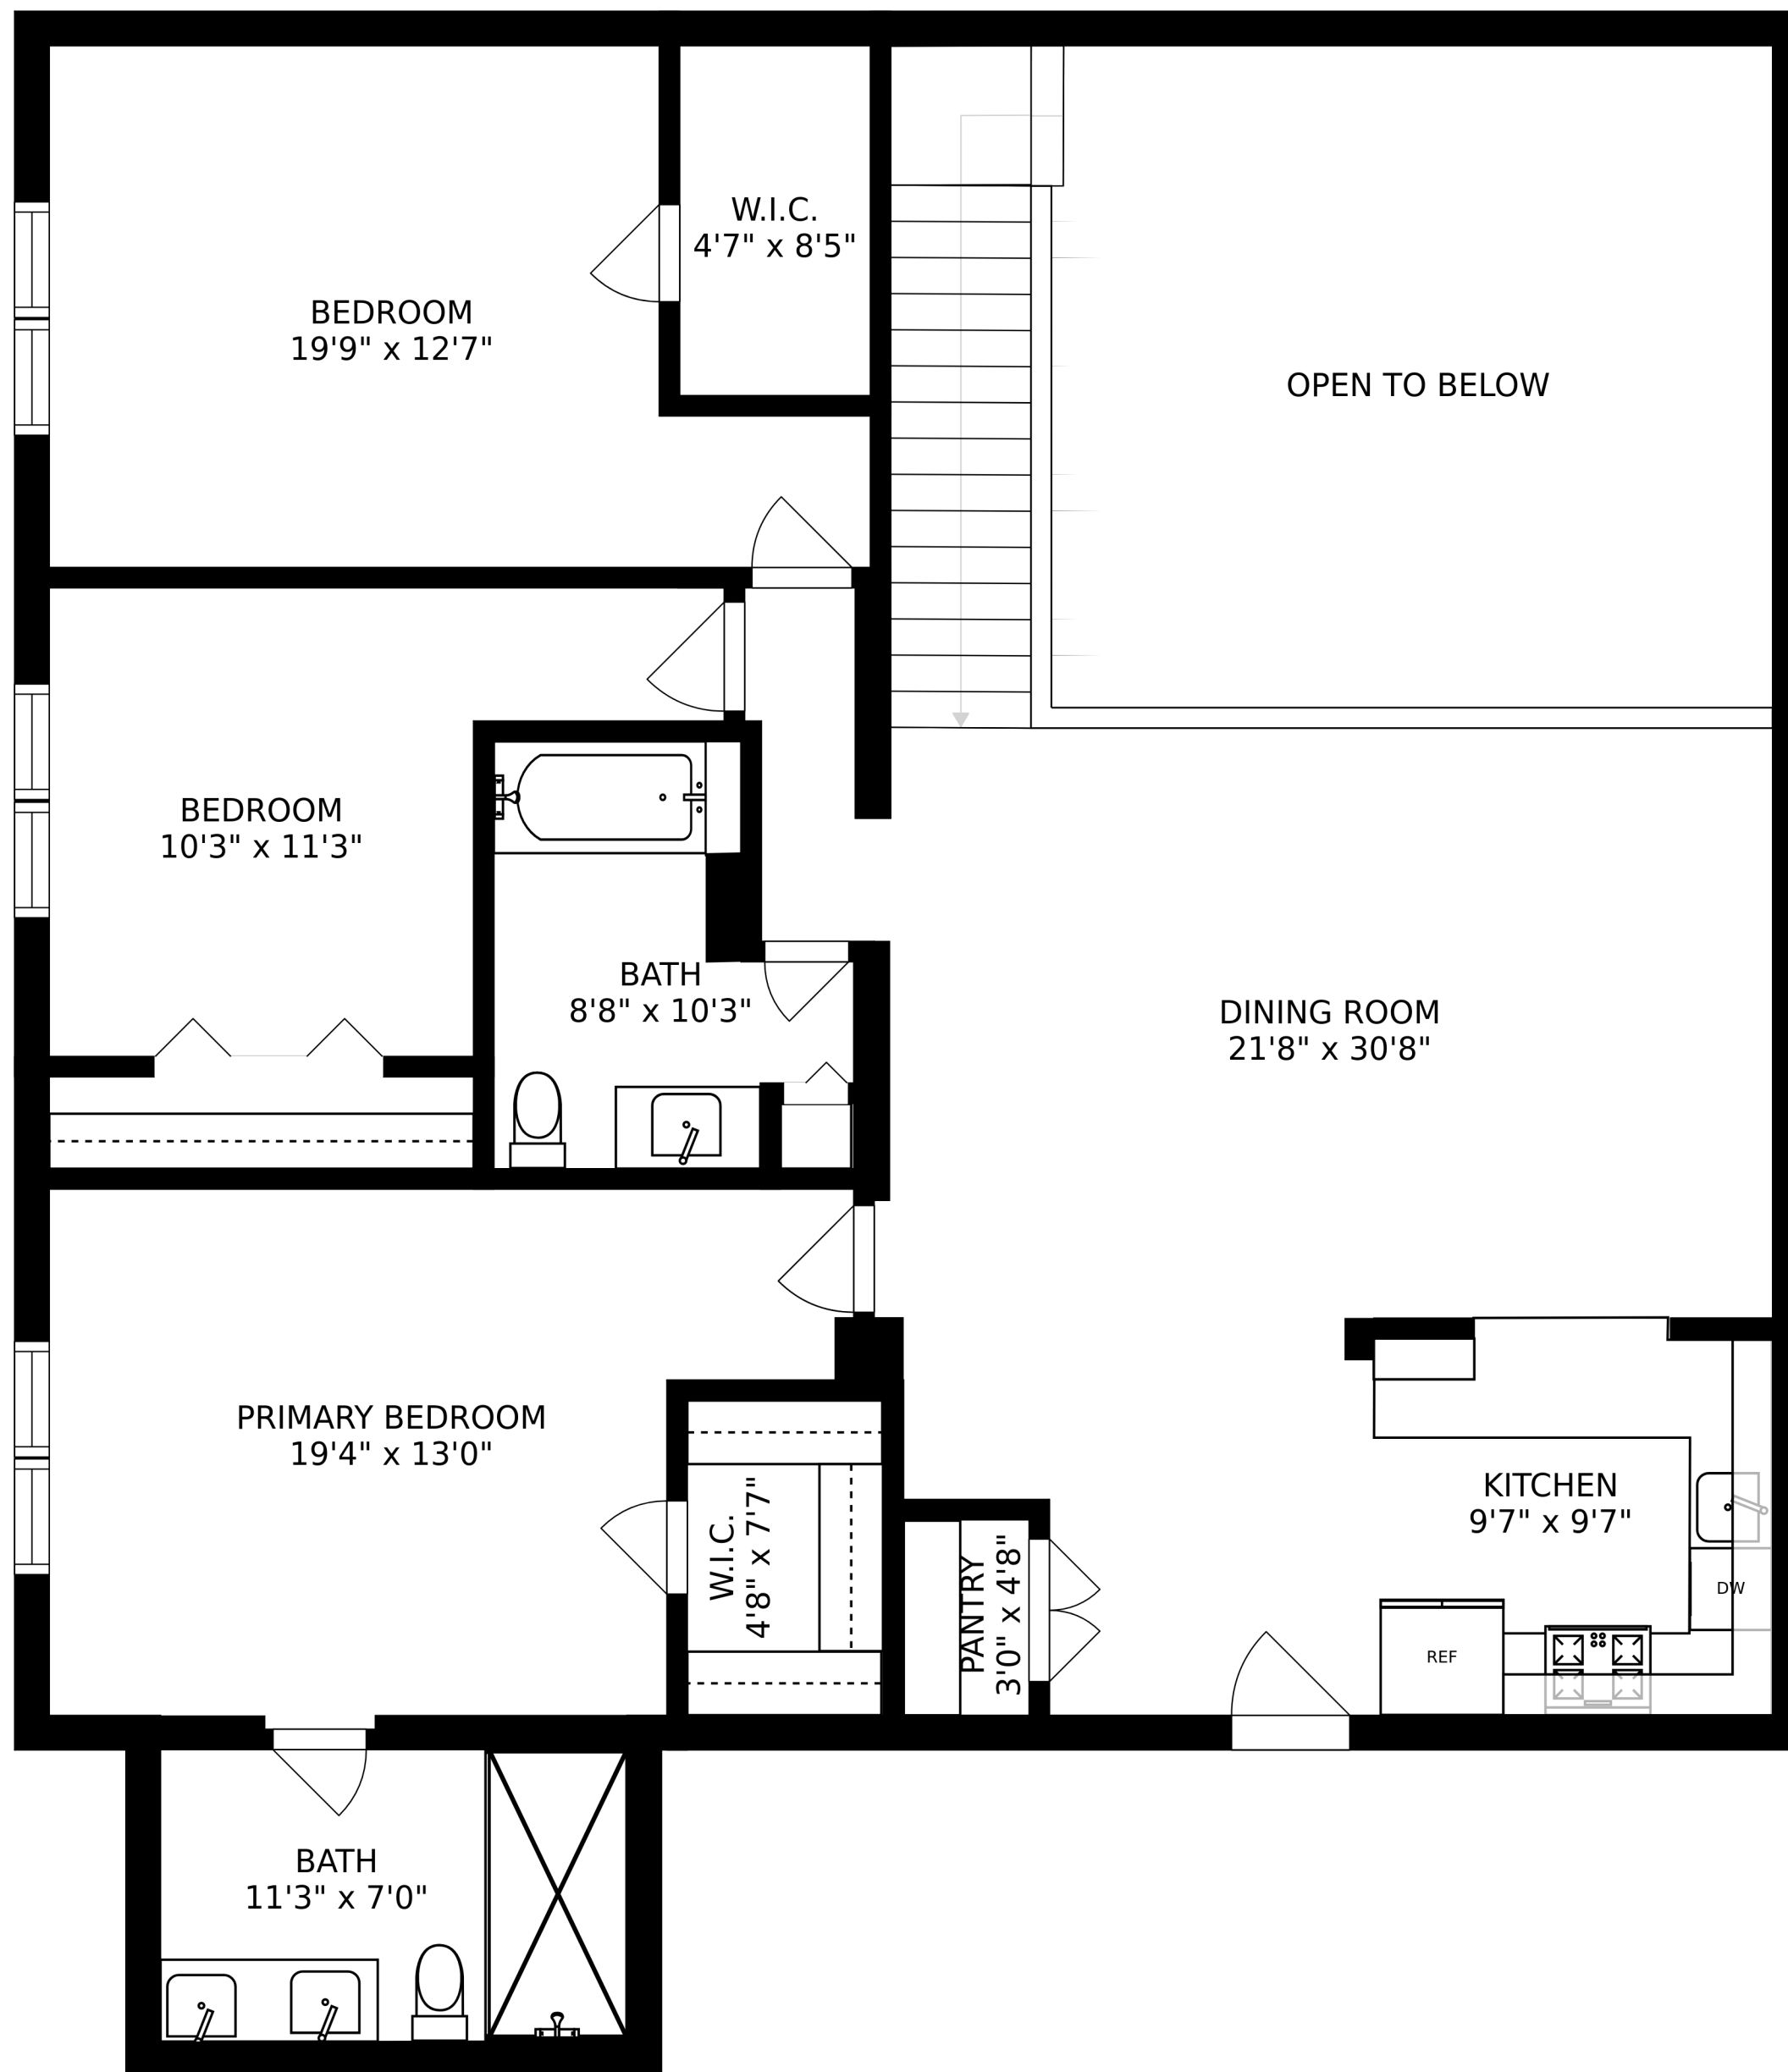 W.I.C.
4'7" x 8'5"
BEDROOM
19'9" x 12'7"
OPEN TO BELOW
BEDROOM
10'3" x 11'3"
BATH
8'8" x 10'3"
DINING ROOM
21'8" x 30'8"
PRIMARY BEDROOM
19'4" x 13'0"
W.I.C.
4'8" x 7'7"
PANTRY
3'0" x 4'8"
KITCHEN
9'7" x 9'7"
DW
REF
BATH
11'3" x 7'0"